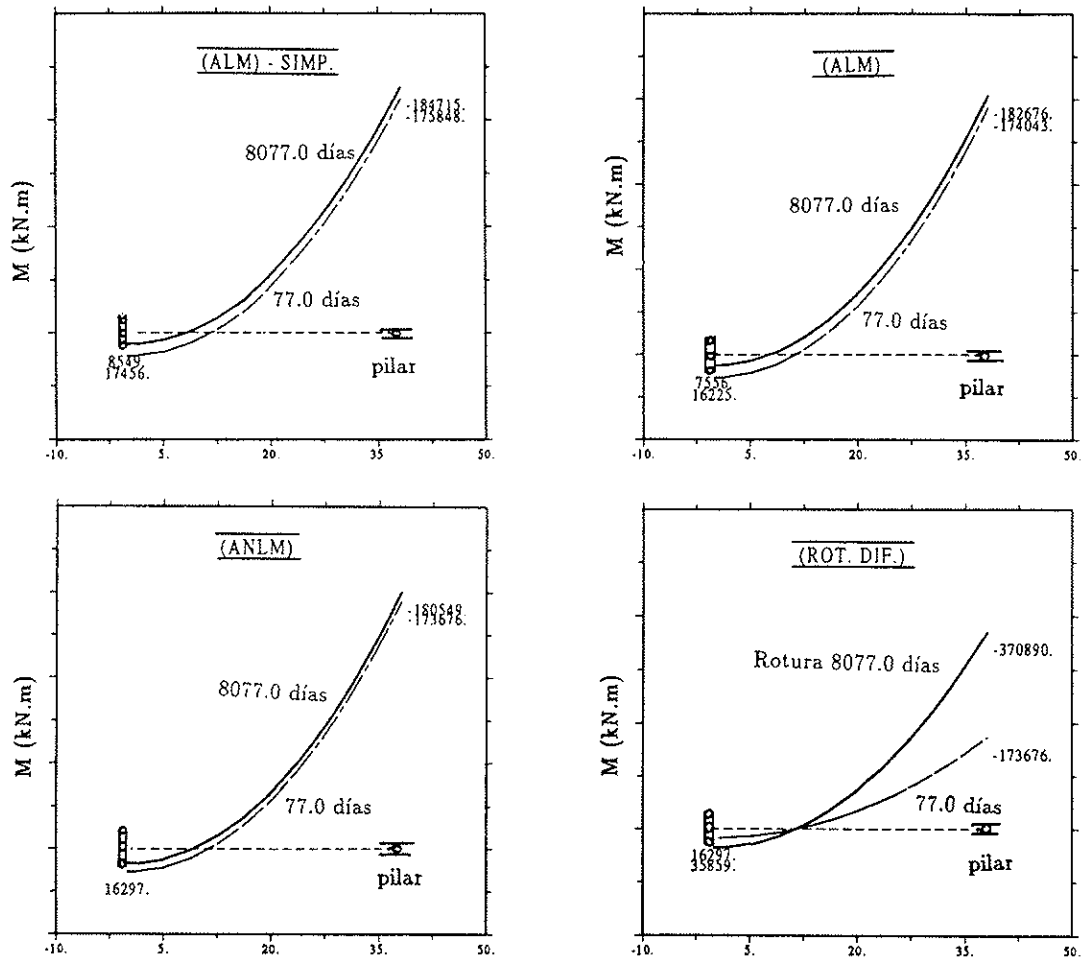 (ALM) - SIMP.
-184715.
-175848.
8077.0 días
M (kN.m)
77.0 días
8549.
17456.
pilar
-10. 5. 20. 35. 50.
(ALM)
-182676.
-174043.
8077.0 días
M (kN.m)
77.0 días
7556.
16225.
pilar
-10. 5. 20. 35. 50.
(ANLM)
-173676.
8077.0 días
M (kN.m)
77.0 días
16297.
pilar
-10. 5. 20. 35. 50.
(ROT. DIF.)
Rotura 8077.0 días
-370890.
-173676.
M (kN.m)
77.0 días
16297.
35859.
pilar
-10. 5. 20. 35. 50.